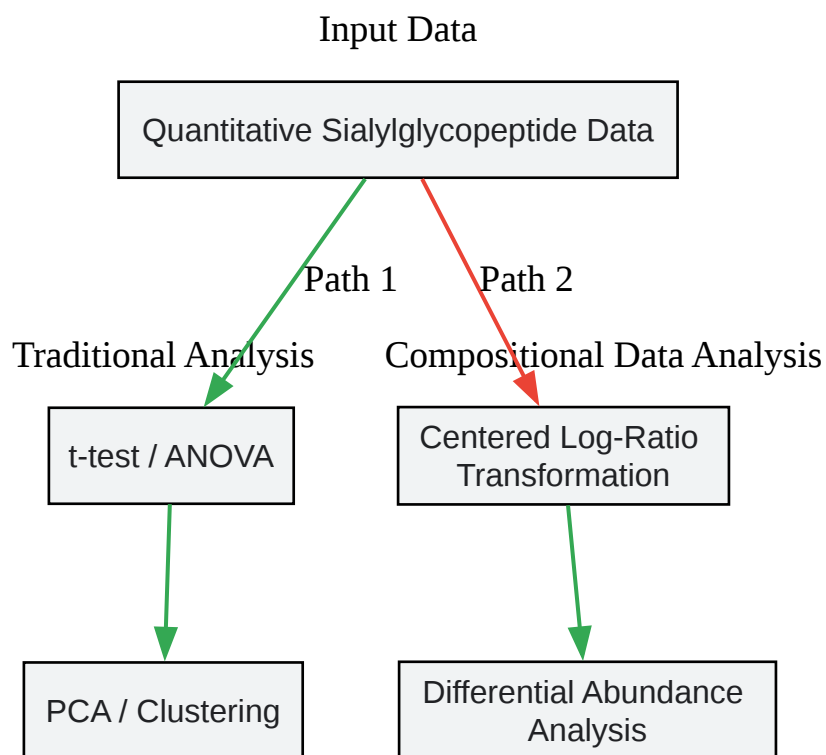 Input Data
Quantitative Sialylglycopeptide Data
Path 1
Path 2
Traditional Analysis
Compositional Data Analysis
t-test / ANOVA
Centered Log-Ratio
Transformation
PCA / Clustering
Differential Abundance
Analysis